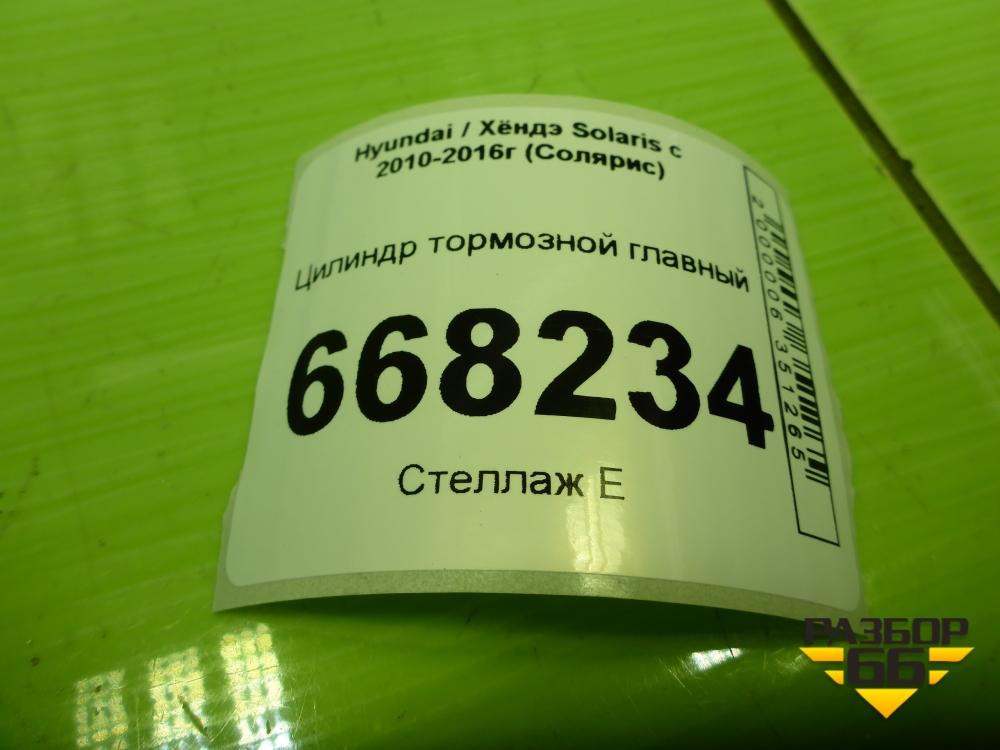 Hyundai / Хёндэ Solaris с
2010-2016г (Солярис)
Цилиндр тормозной главный
668234
Стеллаж Е
2000006351265
РАЗБОР
66